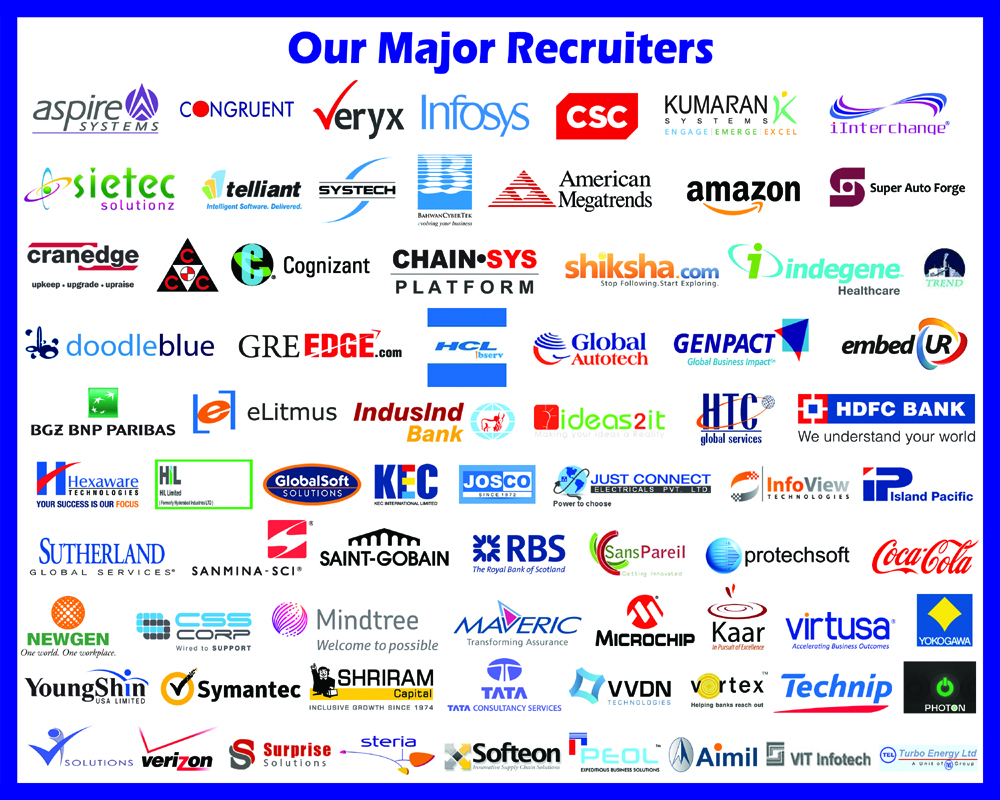 Our Major Recruiters
aspire SYSTEMS
CONGRUENT
Veryx
Infosys
CSC
KUMARAN
SYSTEMS
ENGAGE | EMERGE | EXCEL
iInterchange®
sietec
solutionz
telliant
Intelligent Software. Delivered.
SYSTECH
BAHWANCYBERTEK
evolving your business
American
Megatrends
amazon
Super Auto Forge
cranedge
upkeep • upgrade • upraise
C C C
Cognizant
CHAIN•SYS
PLATFORM
shiksha.com
Stop Following.Start Exploring.
indegene™
Healthcare
TREND
doodleblue
GREEDGE.com
HCL
bserv
Global
Autotech
GENPACT
Global Business Impact™
embed UR
BGŻ BNP PARIBAS
e eLitmus
IndusInd
Bank
ideas2it
Making your ideas a reality
HTC
global services
HDFC BANK
We understand your world
Hexaware
TECHNOLOGIES
YOUR SUCCESS IS OUR FOCUS
HiL
HIL Limited
(Formerly Hyderabad Industries LTD)
GlobalSoft
SOLUTIONS
KEC
KEC INTERNATIONAL LIMITED
JOSCO
SINCE 1972
JUST CONNECT
ELECTRICALS PVT. LTD
Power to choose
InfoView
TECHNOLOGIES
iP Island Pacific
SUTHERLAND
GLOBAL SERVICES®
SANMINA-SCI®
SAINT-GOBAIN
RBS
The Royal Bank of Scotland
SansPareil
Getting Innovated
protechsoft
Coca-Cola
NEWGEN
One world. One workplace.
CSS
CORP
Wired to SUPPORT
Mindtree
Welcome to possible
MAVERIC
Transforming Assurance
MICROCHIP
Kaar
In Pursuit of Excellence
virtusa®
Accelerating Business Outcomes
YOKOGAWA
YoungShin
USA LIMITED
Symantec
SHRIRAM
Capital
INCLUSIVE GROWTH SINCE 1974
TATA
TATA CONSULTANCY SERVICES
VVDN
TECHNOLOGIES
vortex™
Helping banks reach out
Technip
PHOTON
SOLUTIONS
verizon
Surprise
Solutions
steria
Softeon
Innovative Supply Chain Solutions
PEOL™
EXPEDITIOUS BUSINESS SOLUTIONS
Aimil
VIT Infotech
TEL Turbo Energy Ltd
A Unit of Group